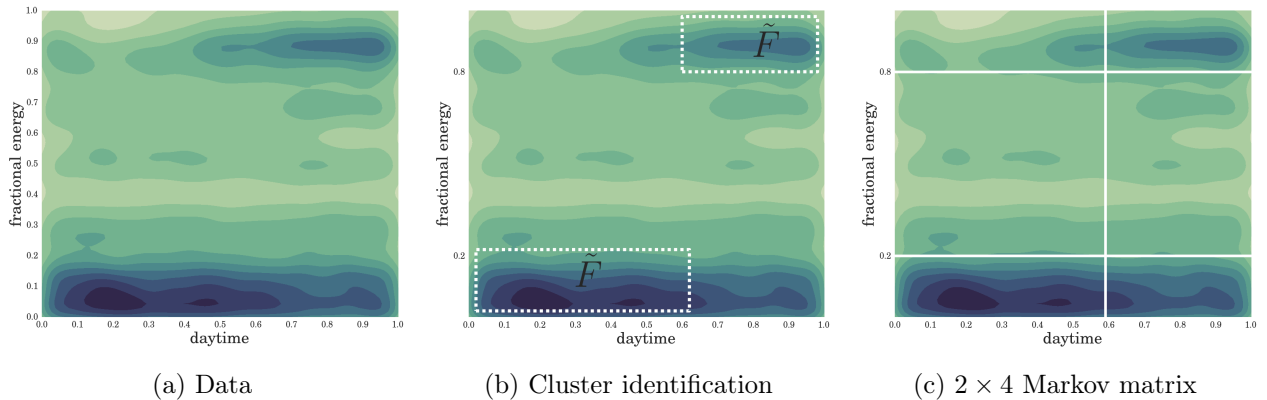 fractional energy
1.0
0.9
0.8
0.7
0.6
0.5
0.4
0.3
0.2
0.1
0.0
0.0 0.1 0.2 0.3 0.4 0.5 0.6 0.7 0.8 0.9 1.0
daytime
(a) Data
fractional energy
0.8
0.2
F̃
F̃
0.0 0.1 0.2 0.3 0.4 0.5 0.6 0.7 0.8 0.9 1.0
daytime
(b) Cluster identification
fractional energy
0.8
0.2
0.0 0.1 0.2 0.3 0.4 0.5 0.6 0.7 0.8 0.9 1.0
daytime
(c) 2 × 4 Markov matrix